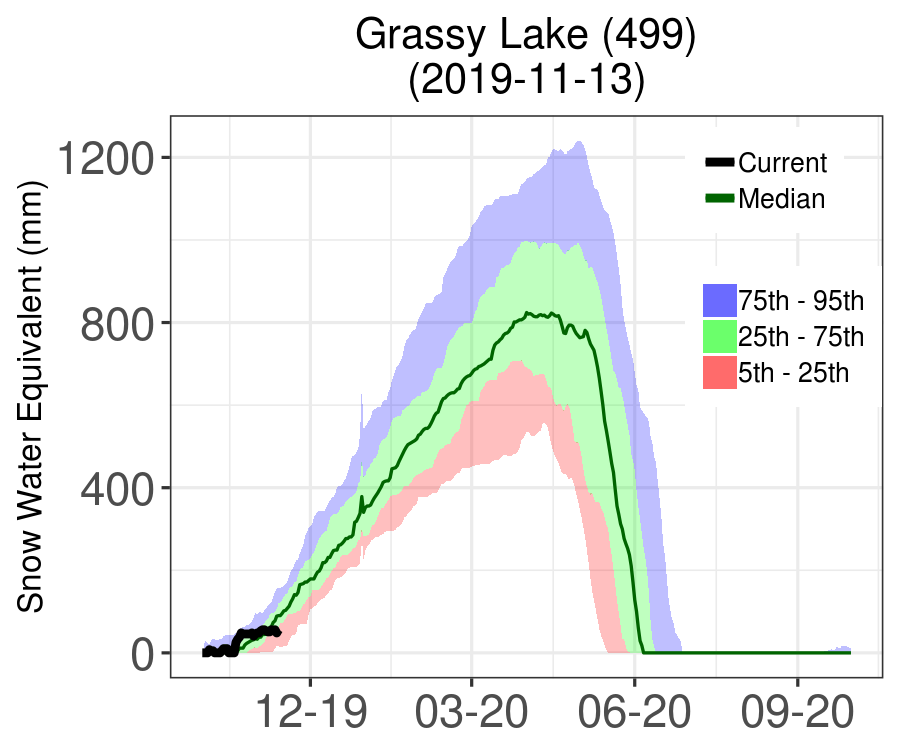 Grassy Lake (499)
(2019-11-13)
Snow Water Equivalent (mm)
1200
800
400
0
Current
Median
75th - 95th
25th - 75th
5th - 25th
12-19 03-20 06-20 09-20